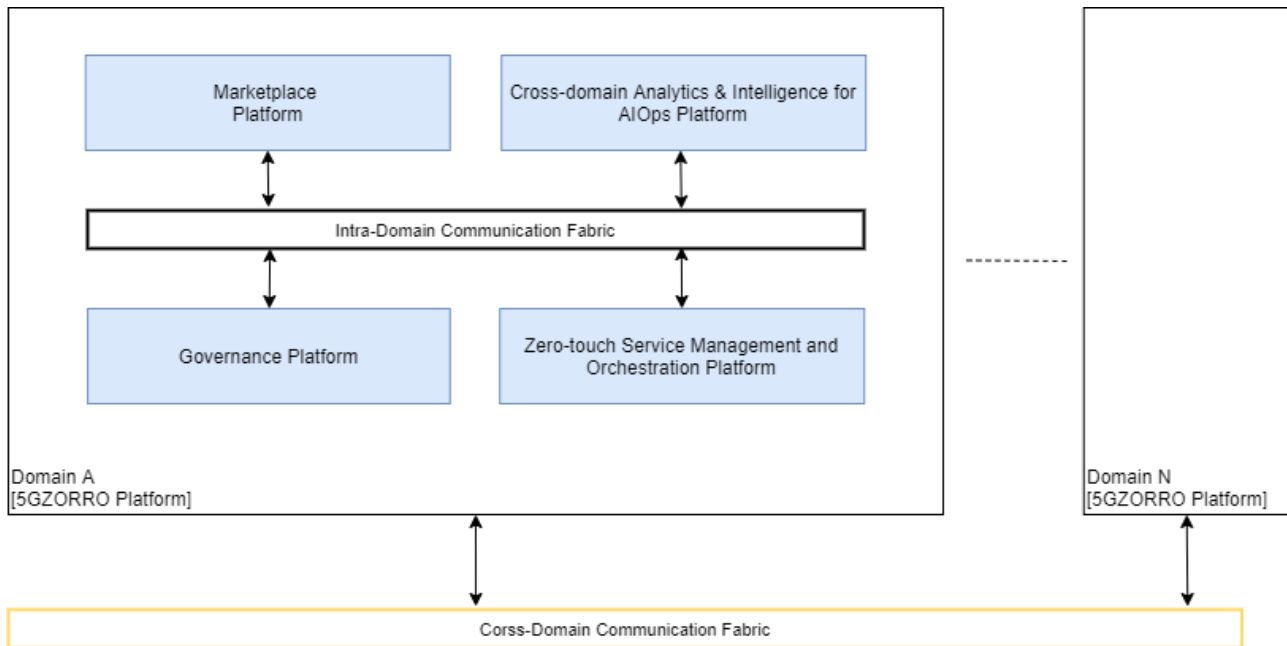 Marketplace
Platform
Cross-domain Analytics & Intelligence for
AIOps Platform
Intra-Domain Communication Fabric
Governance Platform
Zero-touch Service Management and
Orchestration Platform
Domain A
[5GZORRO Platform]
Domain N
[5GZORRO Platform]
Corss-Domain Communication Fabric